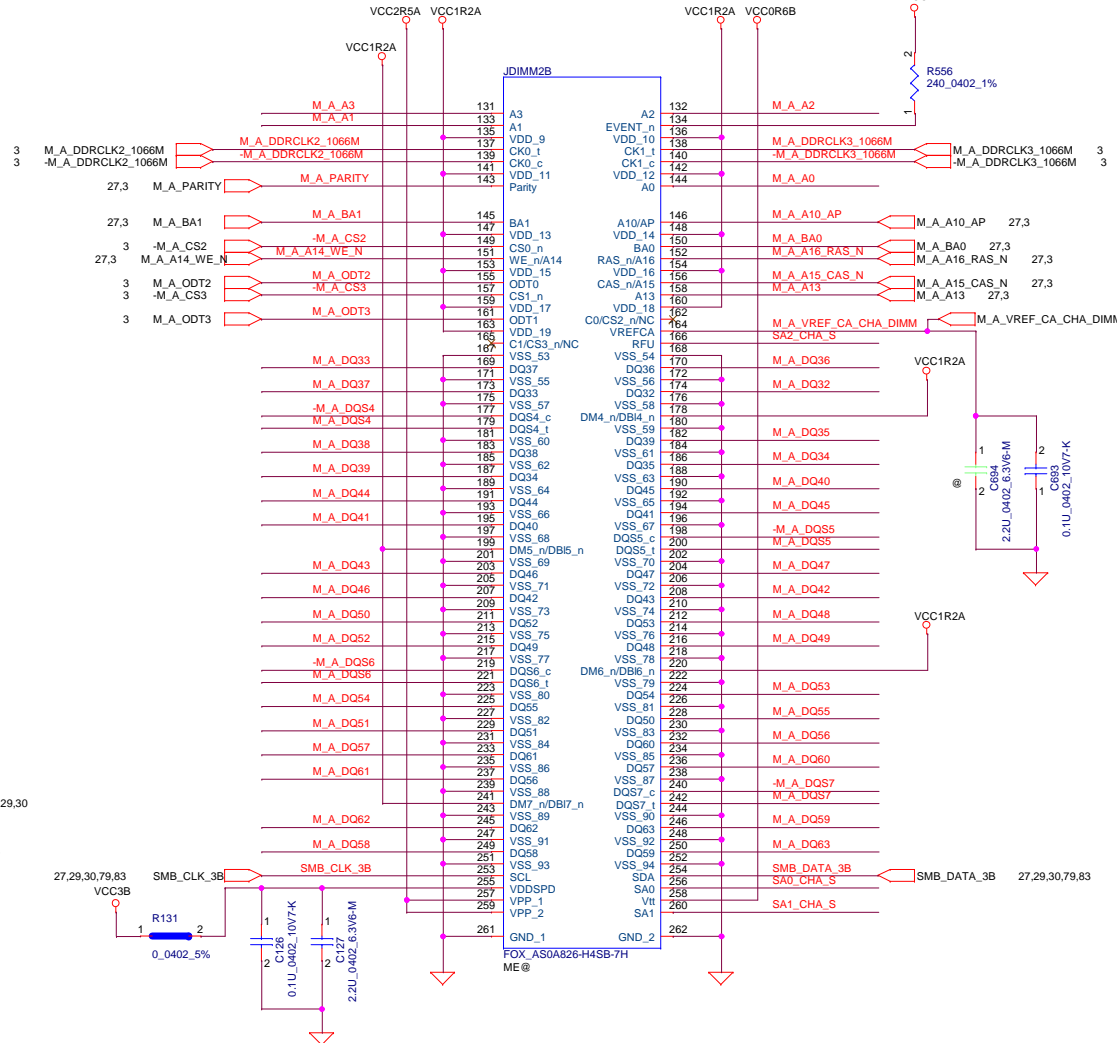 VCC2R5A VCC1R2A VCC1R2A VCC0R6B
VCC1R2A
JDIMM2B
R556
240_0402_1%
2
1
M_A_A3 131 A3 A2 132 M_A_A2
M_A_A1 133 A1 EVENT_n 134
135 VDD_9 VDD_10 136
3 M_A_DDRCLK2_1066M M_A_DDRCLK2_1066M 137 CK0_t CK1_t 138 M_A_DDRCLK3_1066M M_A_DDRCLK3_1066M 3
3 -M_A_DDRCLK2_1066M -M_A_DDRCLK2_1066M 139 CK0_c CK1_c 140 -M_A_DDRCLK3_1066M -M_A_DDRCLK3_1066M 3
141 VDD_11 VDD_12 142
27,3 M_A_PARITY M_A_PARITY 143 Parity A0 144 M_A_A0
27,3 M_A_BA1 M_A_BA1 145 BA1 A10/AP 146 M_A_A10_AP M_A_A10_AP 27,3
147 VDD_13 VDD_14 148
3 -M_A_CS2 -M_A_CS2 149 CS0_n BA0 150 M_A_BA0 M_A_BA0 27,3
27,3 M_A_A14_WE_N M_A_A14_WE_N 151 WE_n/A14 RAS_n/A16 152 M_A_A16_RAS_N M_A_A16_RAS_N 27,3
153 VDD_15 VDD_16 154
3 M_A_ODT2 M_A_ODT2 155 ODT0 CAS_n/A15 156 M_A_A15_CAS_N M_A_A15_CAS_N 27,3
3 -M_A_CS3 -M_A_CS3 157 CS1_n A13 158 M_A_A13 M_A_A13 27,3
159 VDD_17 VDD_18 160
3 M_A_ODT3 M_A_ODT3 161 ODT1 C0/CS2_n/NC 162
163 VDD_19 VREFCA 164 M_A_VREF_CA_CHA_DIMM M_A_VREF_CA_CHA_DIMM
165 C1/CS3_n/NC RFU 166 SA2_CHA_S
167 VSS_53 VSS_54 168
M_A_DQ33 169 DQ37 DQ36 170 M_A_DQ36
171 VSS_55 VSS_56 172
M_A_DQ37 173 DQ33 DQ32 174 M_A_DQ32
175 VSS_57 VSS_58 176
-M_A_DQS4 177 DQS4_c DM4_n/DBI4_n 178
M_A_DQS4 179 DQS4_t VSS_59 180
181 VSS_60 DQ39 182 M_A_DQ35
M_A_DQ38 183 DQ38 VSS_61 184
185 VSS_62 DQ35 186 M_A_DQ34
M_A_DQ39 187 DQ34 VSS_63 188
189 VSS_64 DQ45 190 M_A_DQ40
M_A_DQ44 191 DQ44 VSS_65 192
193 VSS_66 DQ41 194 M_A_DQ45
M_A_DQ41 195 DQ40 VSS_67 196
197 VSS_68 DQS5_c 198 -M_A_DQS5
199 DM5_n/DBI5_n DQS5_t 200 M_A_DQS5
201 VSS_69 VSS_70 202
M_A_DQ43 203 DQ46 DQ47 204 M_A_DQ47
205 VSS_71 VSS_72 206
M_A_DQ46 207 DQ42 DQ43 208 M_A_DQ42
209 VSS_73 VSS_74 210
M_A_DQ50 211 DQ52 DQ53 212 M_A_DQ48
213 VSS_75 VSS_76 214
M_A_DQ52 215 DQ49 DQ48 216 M_A_DQ49
217 VSS_77 VSS_78 218
-M_A_DQS6 219 DQS6_c DM6_n/DBI6_n 220
M_A_DQS6 221 DQS6_t VSS_79 222
223 VSS_80 DQ54 224 M_A_DQ53
M_A_DQ54 225 DQ55 VSS_81 226
227 VSS_82 DQ50 228 M_A_DQ55
M_A_DQ51 229 DQ51 VSS_83 230
231 VSS_84 DQ60 232 M_A_DQ56
M_A_DQ57 233 DQ61 VSS_85 234
235 VSS_86 DQ57 236 M_A_DQ60
M_A_DQ61 237 DQ56 VSS_87 238
239 VSS_88 DQS7_c 240 -M_A_DQS7
29,30 241 DM7_n/DBI7_n DQS7_t 242 M_A_DQS7
243 VSS_89 VSS_90 244
M_A_DQ62 245 DQ62 DQ63 246 M_A_DQ59
247 VSS_91 VSS_92 248
M_A_DQ58 249 DQ58 DQ59 250 M_A_DQ63
251 VSS_93 VSS_94 252
27,29,30,79,83 SMB_CLK_3B SMB_CLK_3B 253 SCL SDA 254 SMB_DATA_3B SMB_DATA_3B 27,29,30,79,83
255 VDDSPD SA0 256 SA0_CHA_S
257 VPP_1 Vtt 258
259 VPP_2 SA1 260 SA1_CHA_S
261 GND_1 GND_2 262
FOX_AS0A826-H4SB-7H
ME@
VCC1R2A
1 2
C694
2.2U_0402_6.3V6-M
@
2 1
C693
0.1U_0402_10V7-K
VCC1R2A
VCC3B
R131
1 2
0_0402_5%
1 2
C126
0.1U_0402_10V7-K
1 2
C127
2.2U_0402_6.3V6-M